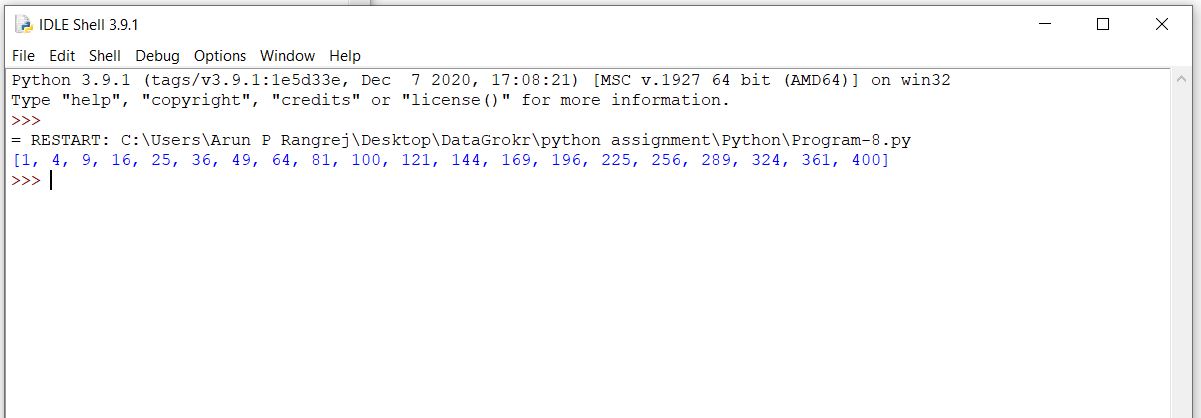 IDLE Shell 3.9.1
File Edit Shell Debug Options Window Help
Python 3.9.1 (tags/v3.9.1:1e5d33e, Dec  7 2020, 17:08:21) [MSC v.1927 64 bit (AMD64)] on win32
Type "help", "copyright", "credits" or "license()" for more information.
>>>
= RESTART: C:\Users\Arun P Rangrej\Desktop\DataGrokr\python assignment\Python\Program-8.py
[1, 4, 9, 16, 25, 36, 49, 64, 81, 100, 121, 144, 169, 196, 225, 256, 289, 324, 361, 400]
>>>